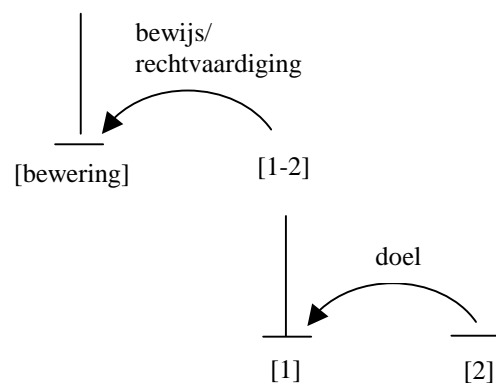 bewijs/
rechtvaardiging
[bewering]
[1-2]
doel
[1]
[2]